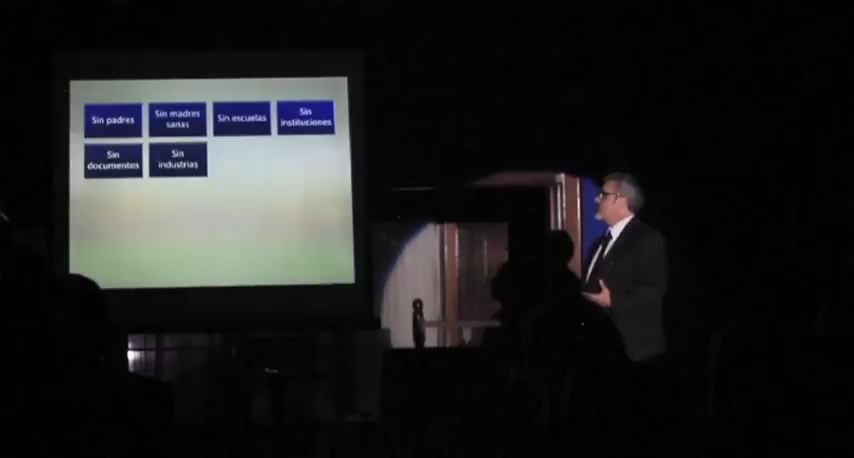 Sin padres
Sin madres
sanas
Sin escuelas
Sin
instituciones
Sin
documentos
Sin
industrias